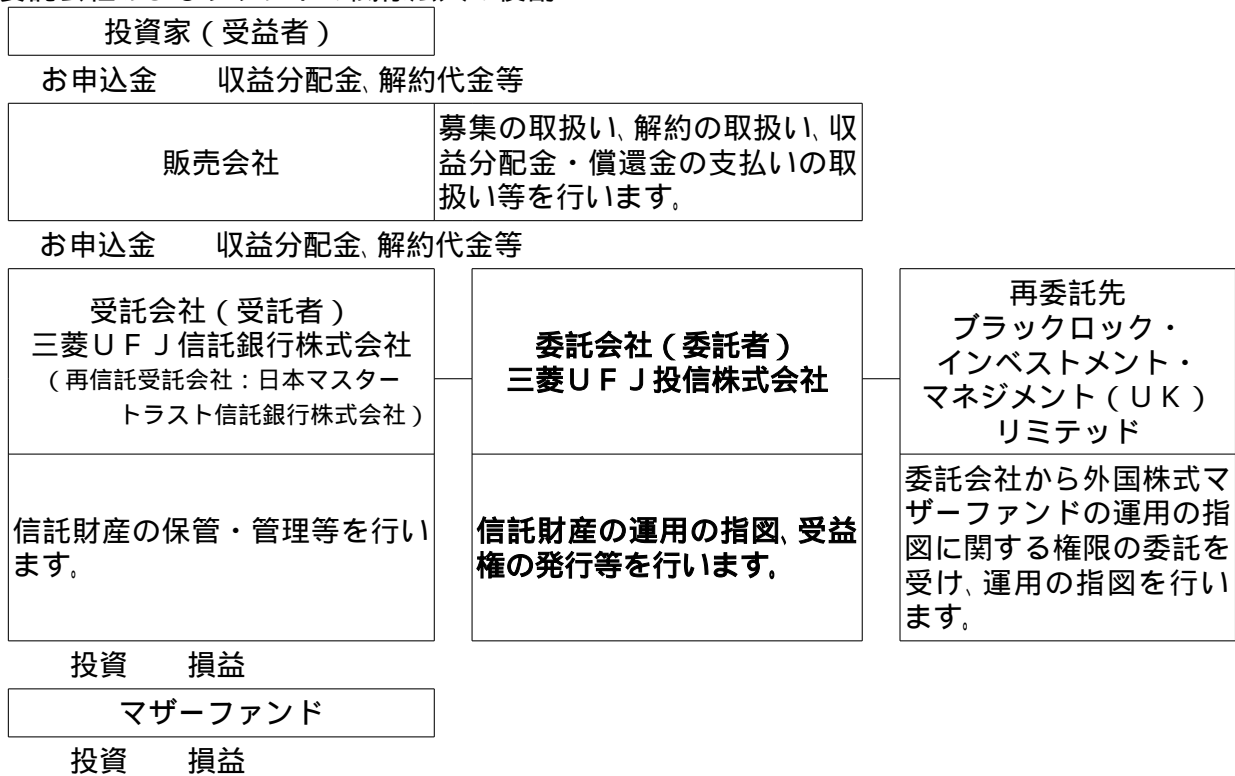 投資家（受益者）
お申込金　収益分配金、解約代金等
販売会社
募集の取扱い、解約の取扱い、収
益分配金・償還金の支払いの取
扱い等を行います。
お申込金　収益分配金、解約代金等
受託会社（受託者）
三菱ＵＦＪ信託銀行株式会社
（再信託受託会社：日本マスター
トラスト信託銀行株式会社）
信託財産の保管・管理等を行い
ます。
委託会社（委託者）
三菱ＵＦＪ投信株式会社
信託財産の運用の指図、受益
権の発行等を行います。
再委託先
ブラックロック・
インベストメント・
マネジメント（ＵＫ）
リミテッド
委託会社から外国株式マ
ザーファンドの運用の指
図に関する権限の委託を
受け、運用の指図を行い
ます。
投資　損益
マザーファンド
投資　損益